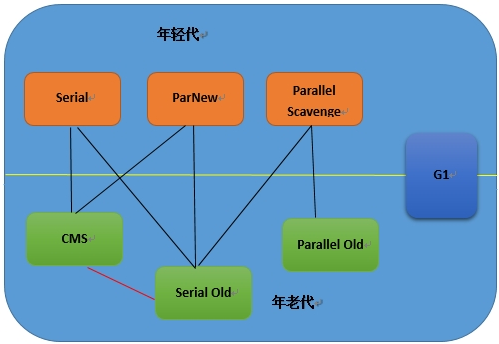 年轻代
Serial
ParNew
Parallel
Scavenge
G1
CMS
Parallel Old
Serial Old
年老代